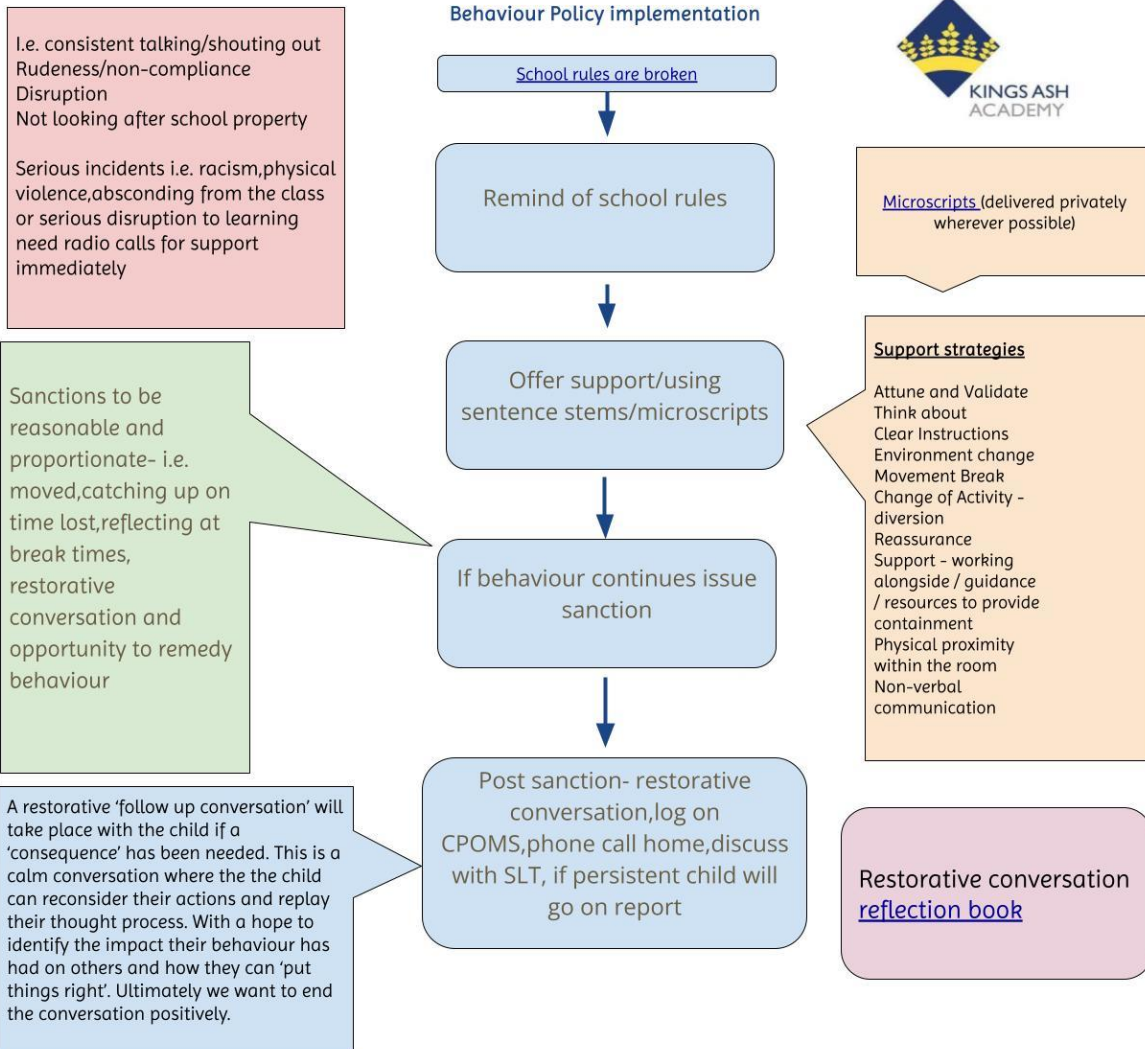 Behaviour Policy implementation
I.e. consistent talking/shouting out
Rudeness/non-compliance
Disruption
Not looking after school property
Serious incidents i.e. racism,physical
violence,absconding from the class
or serious disruption to learning
need radio calls for support
immediately
School rules are broken
KINGS ASH
ACADEMY
Remind of school rules
Microscripts (delivered privately
wherever possible)
Offer support/using
sentence stems/microscripts
Support strategies
Attune and Validate
Think about
Clear Instructions
Environment change
Movement Break
Change of Activity -
diversion
Reassurance
Support - working
alongside / guidance
/ resources to provide
containment
Physical proximity
within the room
Non-verbal
communication
Sanctions to be
reasonable and
proportionate- i.e.
moved,catching up on
time lost,reflecting at
break times,
restorative
conversation and
opportunity to remedy
behaviour
If behaviour continues issue
sanction
A restorative ‘follow up conversation’ will
take place with the child if a
‘consequence’ has been needed. This is a
calm conversation where the the child
can reconsider their actions and replay
their thought process. With a hope to
identify the impact their behaviour has
had on others and how they can ‘put
things right’. Ultimately we want to end
the conversation positively.
Post sanction- restorative
conversation,log on
CPOMS,phone call home,discuss
with SLT, if persistent child will
go on report
Restorative conversation
reflection book